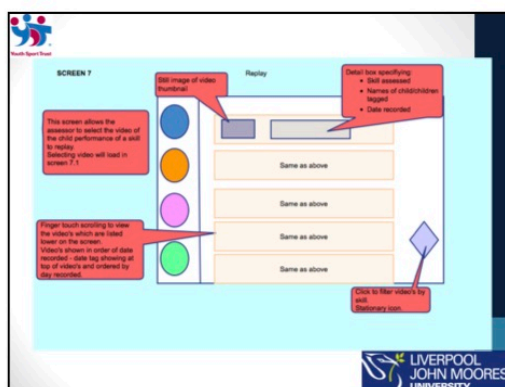 Youth Sport Trust
SCREEN 7
Replay
Still image of video
thumbnail
Detail box specifiying:
• Skill assessed
• Names of child/children
tagged
• Date recorded
This screen allows the
assessor to select the video of
the child performance of a skill
to replay.
Selecting video will load in
screen 7.1
Same as above
Same as above
Same as above
Same as above
Finger touch scrolling to view
the video's which are listed
lower on the screen.
Video's shown in order of date
recorded - date tag showing at
top of video's and ordered by
day recorded.
Click to filter video's by
skill.
Stationary icon.
LIVERPOOL
JOHN MOORES
UNIVERSITY